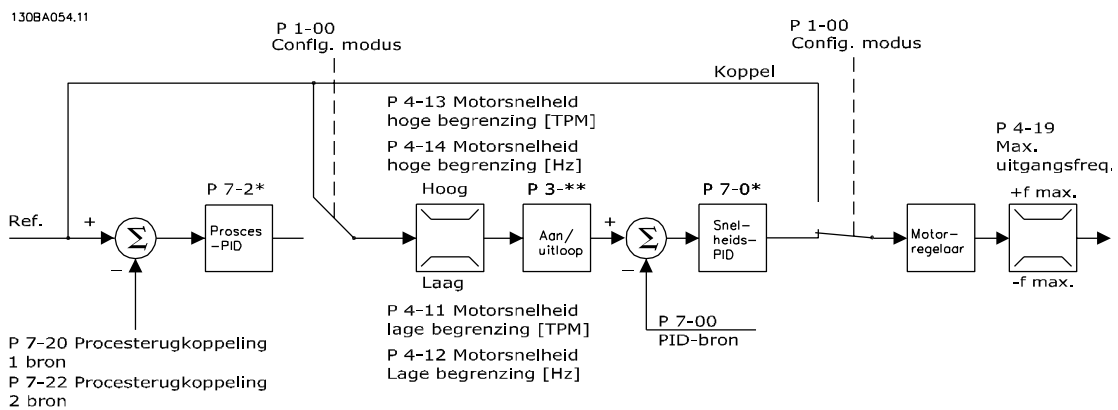 130BA054.11
P 1-00
Config. modus
P 1-00
Config. modus
Koppel
P 4-13 Motorsnelheid
hoge begrenzing [TPM]
P 4-14 Motorsnelheid
hoge begrenzing [Hz]
P 4-19
Max.
uitgangsfreq.
Ref.
+
Σ
−
P 7-2*
Prosces
-PID
Hoog
Laag
P 3-**
Aan/
uitloop
+
Σ
−
P 7-0*
Snel-
heids-
PID
Motor-
regelaar
+f max.
-f max.
P 7-20 Procesterugkoppeling
1 bron
P 7-22 Procesterugkoppeling
2 bron
P 4-11 Motorsnelheid
lage begrenzing [TPM]
P 4-12 Motorsnelheid
Lage begrenzing [Hz]
P 7-00
PID-bron